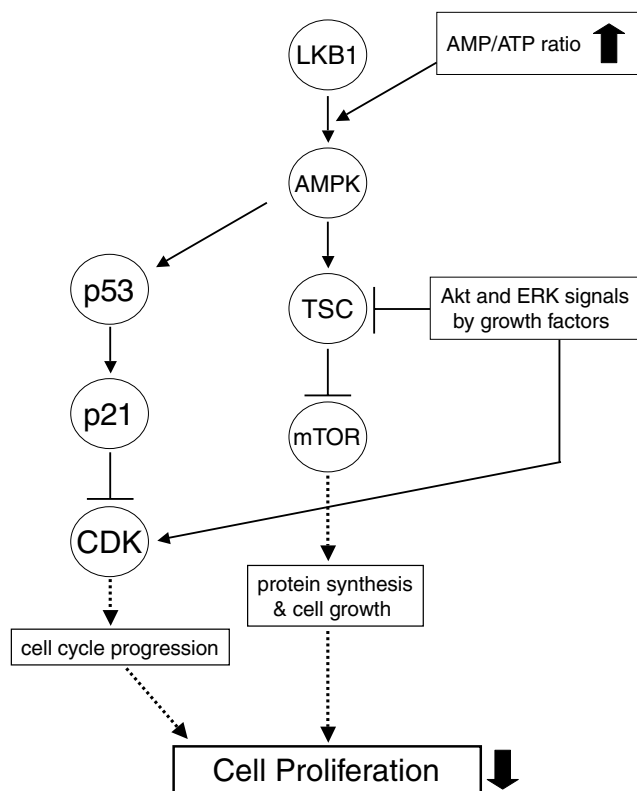 LKB1
AMP/ATP ratio
AMPK
p53
TSC
Akt and ERK signals
by growth factors
p21
mTOR
CDK
protein synthesis
& cell growth
cell cycle progression
Cell Proliferation